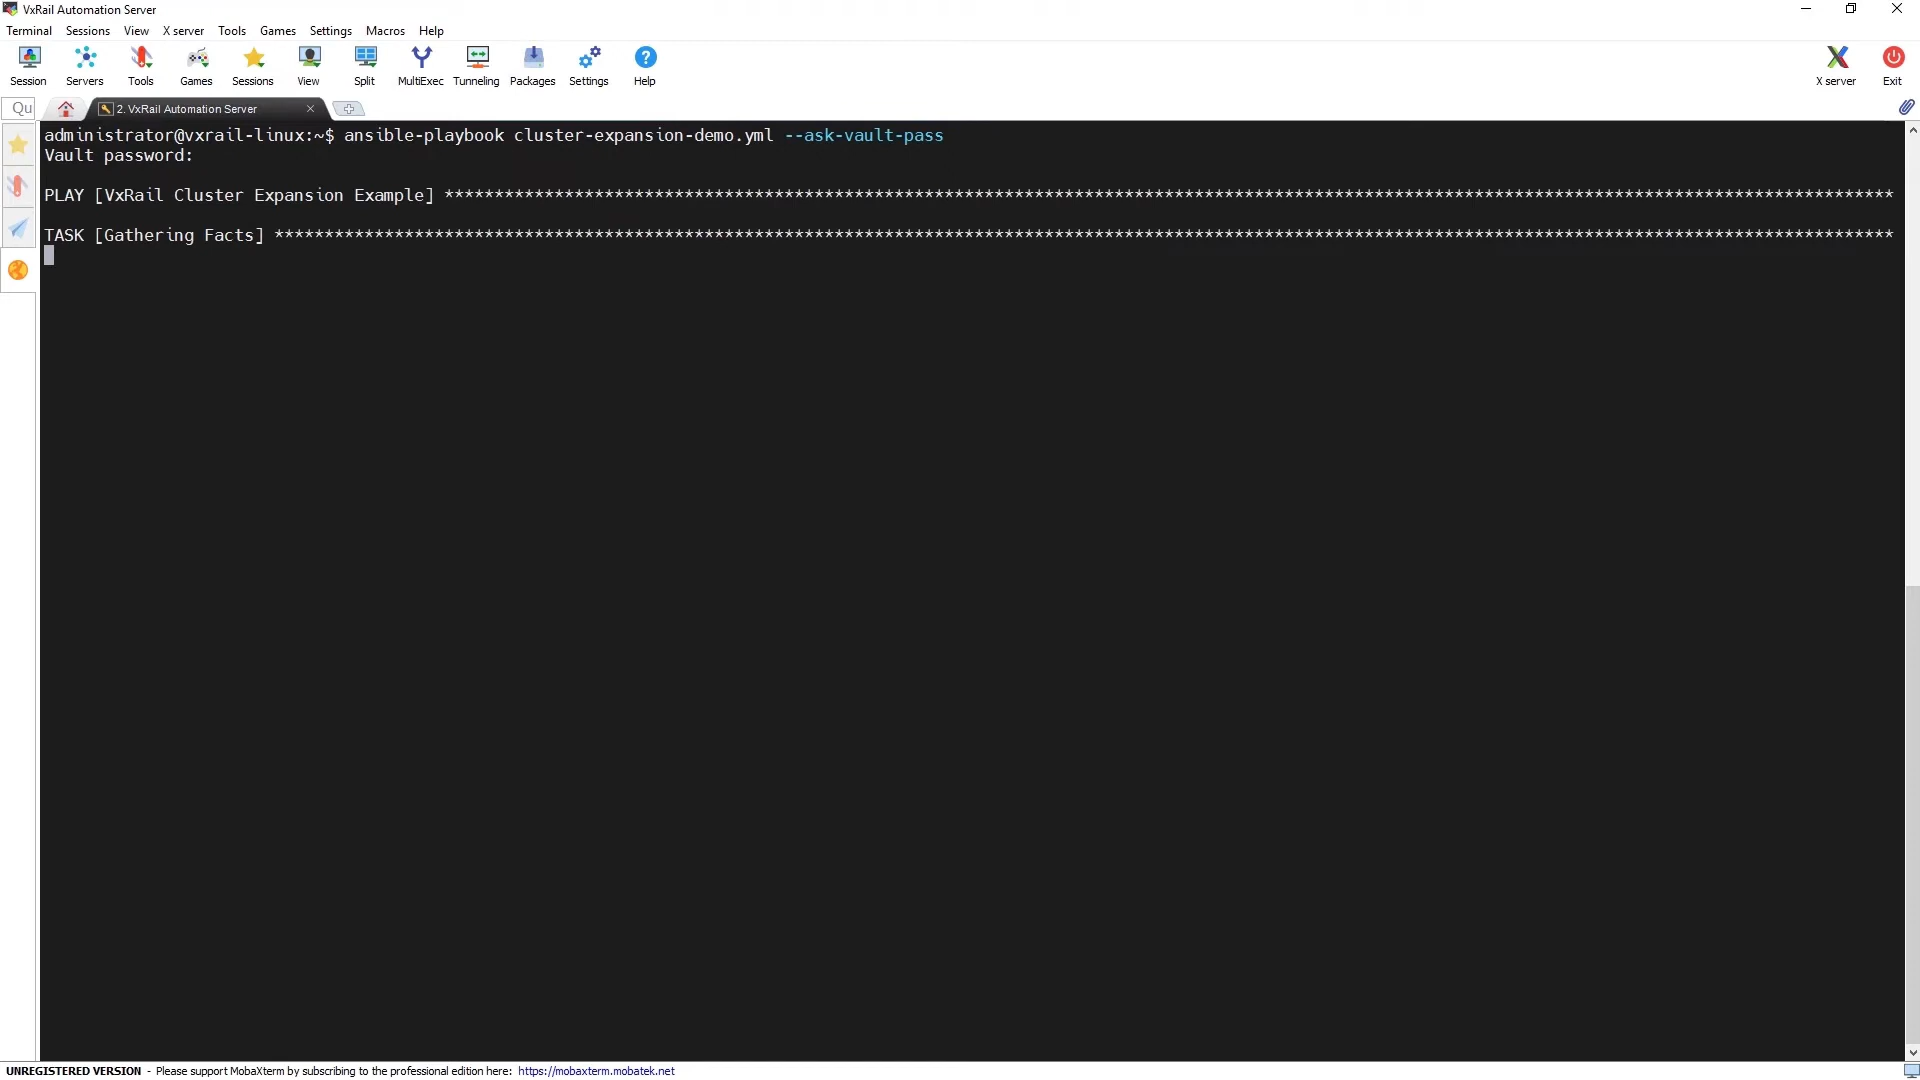 VxRail Automation Server
Terminal Sessions View X server Tools Games Settings Macros Help
Session Servers Tools Games Sessions View Split MultiExec Tunneling Packages Settings Help X server Exit
Qu 2. VxRail Automation Server
administrator@vxrail-linux:~$ ansible-playbook cluster-expansion-demo.yml --ask-vault-pass
Vault password:
PLAY [VxRail Cluster Expansion Example] *************************************************************************************************************************************************
TASK [Gathering Facts] ******************************************************************************************************************************************************************
UNREGISTERED VERSION - Please support MobaXterm by subscribing to the professional edition here: https://mobaxterm.mobatek.net